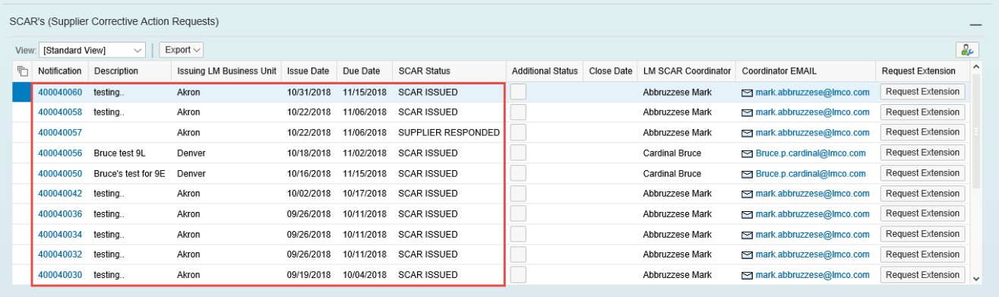 SCAR's (Supplier Corrective Action Requests)
View: [Standard View] Export
Notification Description Issuing LM Business Unit Issue Date Due Date SCAR Status Additional Status Close Date LM SCAR Coordinator Coordinator EMAIL Request Extension
400040060 testing.. Akron 10/31/2018 11/15/2018 SCAR ISSUED Abbruzzese Mark mark.abbruzzese@lmco.com Request Extension
400040058 testing.. Akron 10/22/2018 11/06/2018 SCAR ISSUED Abbruzzese Mark mark.abbruzzese@lmco.com Request Extension
400040057 Akron 10/22/2018 11/06/2018 SUPPLIER RESPONDED Abbruzzese Mark mark.abbruzzese@lmco.com Request Extension
400040056 Bruce test 9L Denver 10/18/2018 11/02/2018 SCAR ISSUED Cardinal Bruce Bruce.p.cardinal@lmco.com Request Extension
400040050 Bruce's test for 9E Denver 10/16/2018 11/15/2018 SCAR ISSUED Cardinal Bruce Bruce.p.cardinal@lmco.com Request Extension
400040042 testing.. Akron 10/02/2018 10/17/2018 SCAR ISSUED Abbruzzese Mark mark.abbruzzese@lmco.com Request Extension
400040036 testing.. Akron 09/26/2018 10/11/2018 SCAR ISSUED Abbruzzese Mark mark.abbruzzese@lmco.com Request Extension
400040034 testing.. Akron 09/26/2018 10/11/2018 SCAR ISSUED Abbruzzese Mark mark.abbruzzese@lmco.com Request Extension
400040032 testing.. Akron 09/26/2018 10/11/2018 SCAR ISSUED Abbruzzese Mark mark.abbruzzese@lmco.com Request Extension
400040030 testing.. Akron 09/19/2018 10/04/2018 SCAR ISSUED Abbruzzese Mark mark.abbruzzese@lmco.com Request Extension